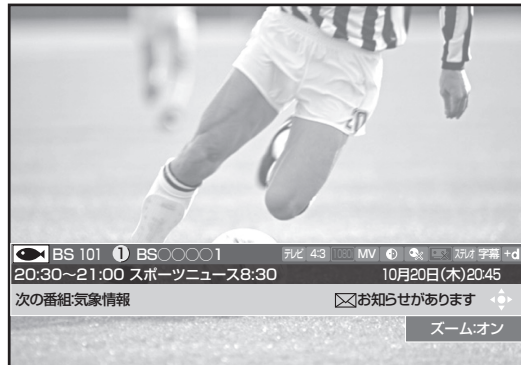 BS 101 ① BS○○○○1 テレビ 4:3 1080 MV ステレオ 字幕 +d
20:30～21:00 スポーツニュース8:30 10月20日(木)20:45
次の番組:気象情報 お知らせがあります
ズーム:オン
20